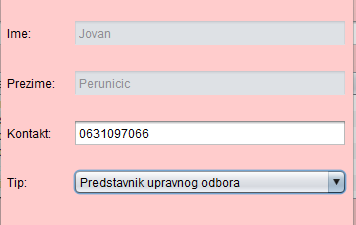 Ime: Jovan
Prezime: Perunicic
Kontakt: 0631097066
Tip: Predstavnik upravnog odbora